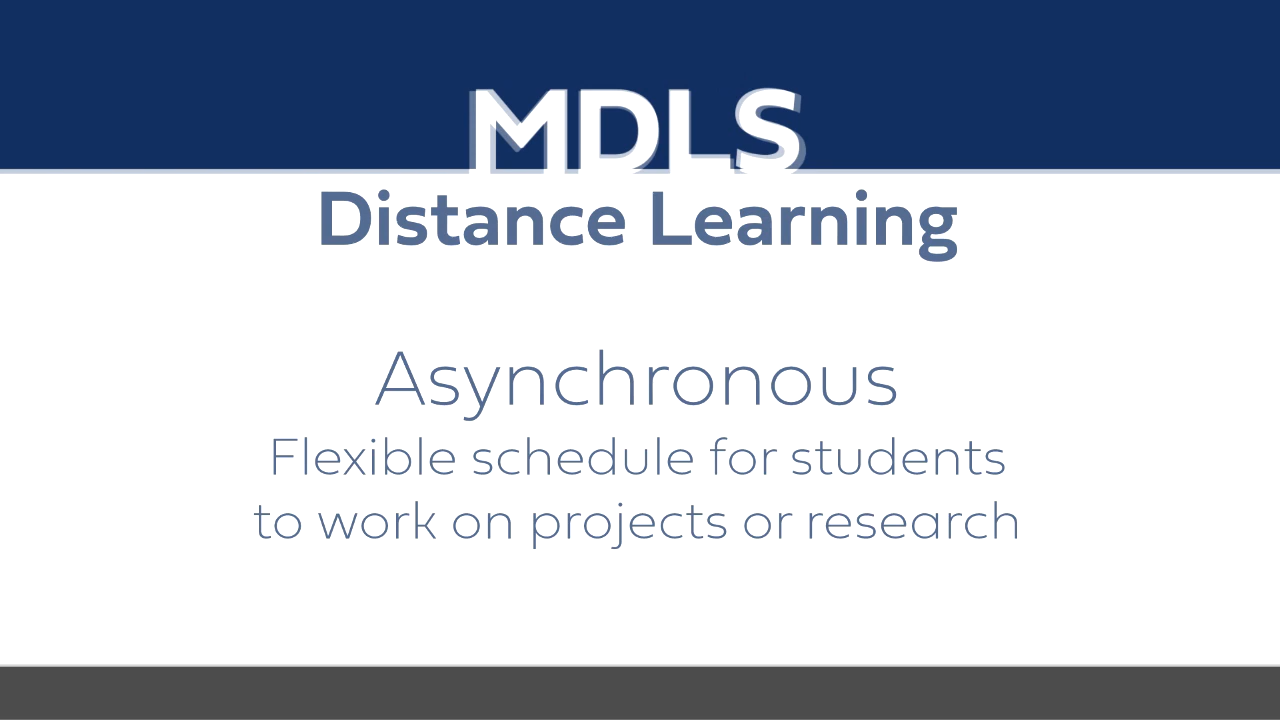 MDLS
Distance Learning
Asynchronous
Flexible schedule for students
to work on projects or research